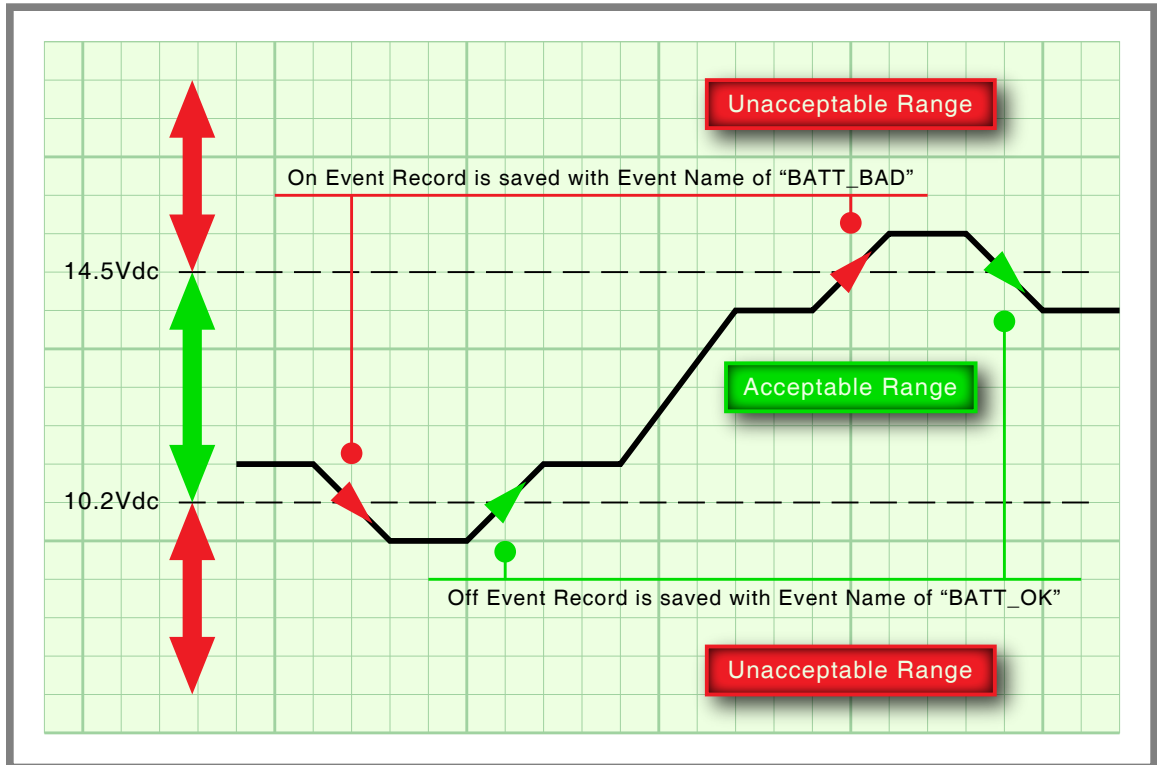 Unacceptable Range
On Event Record is saved with Event Name of “BATT_BAD”
14.5Vdc
Acceptable Range
10.2Vdc
Off Event Record is saved with Event Name of “BATT_OK”
Unacceptable Range